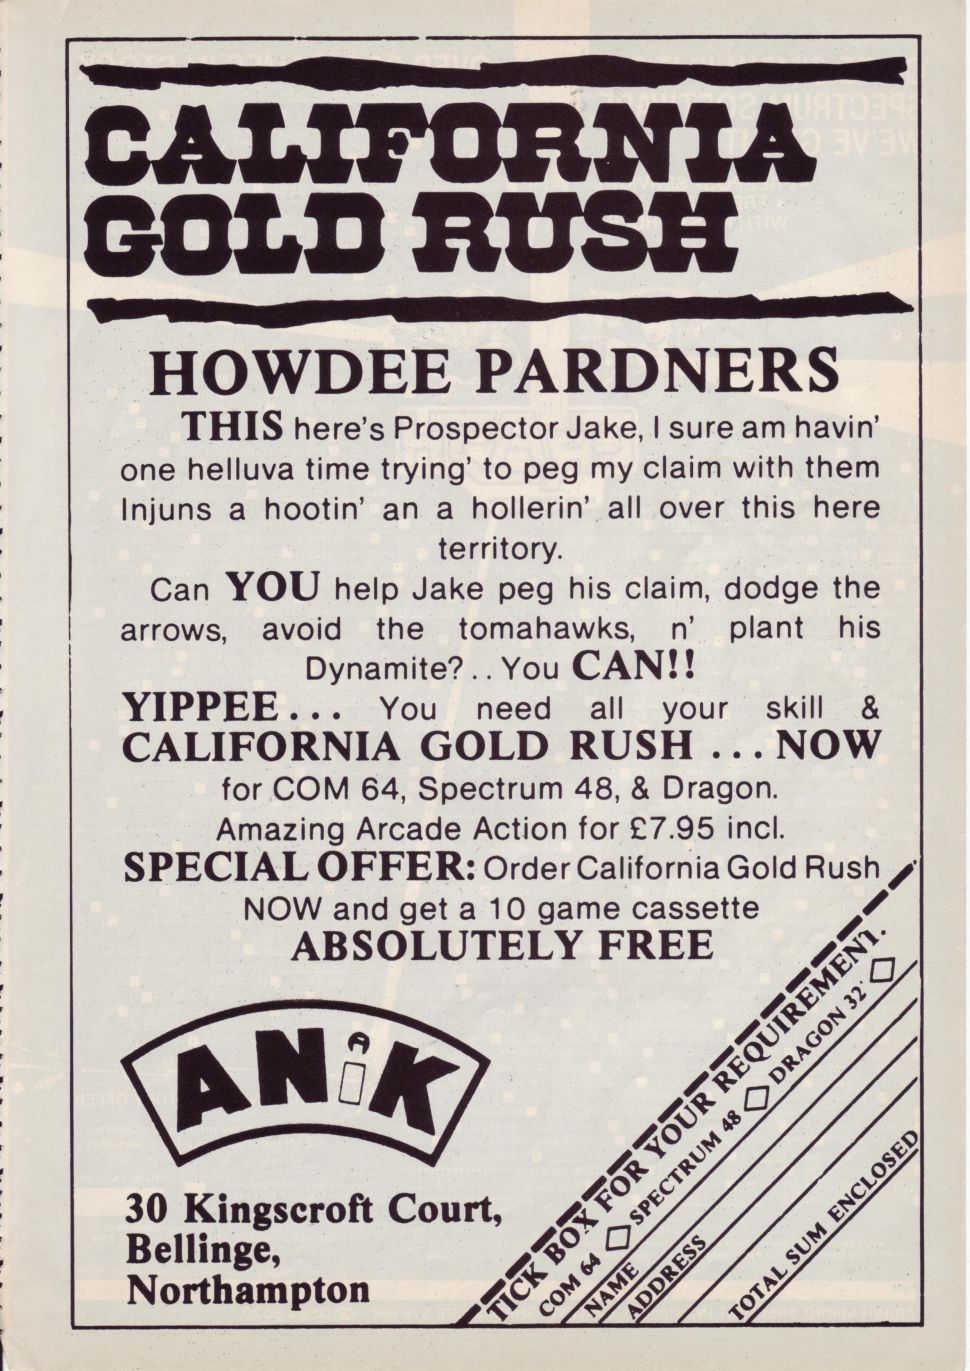 CALIFORNIA
GOLD RUSH
HOWDEE PARDNERS
THIS here's Prospector Jake, I sure am havin'
one helluva time trying' to peg my claim with them
Injuns a hootin' an a hollerin' all over this here
territory.
Can YOU help Jake peg his claim, dodge the
arrows, avoid the tomahawks, n' plant his
Dynamite? . . You CAN!!
YIPPEE . . . You need all your skill &
CALIFORNIA GOLD RUSH . . . NOW
for COM 64, Spectrum 48, & Dragon.
Amazing Arcade Action for £7.95 incl.
SPECIAL OFFER: Order California Gold Rush
NOW and get a 10 game cassette
ABSOLUTELY FREE
ANiK
30 Kingscroft Court,
Bellinge,
Northampton
TICK BOX FOR YOUR REQUIREMENT.
COM 64 SPECTRUM 48 DRAGON 32
NAME
ADDRESS
TOTAL SUM ENCLOSED